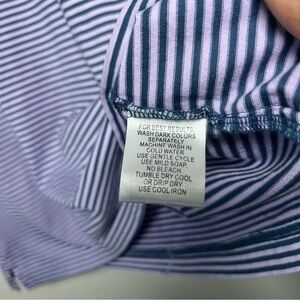 FOR BEST RESULTS
WASH DARK COLORS
SEPARATELY
MACHINE WASH IN
COLD WATER
USE GENTLE CYCLE
USE MILD SOAP
NO BLEACH
TUMBLE DRY COOL
OR DRIP DRY
USE COOL IRON